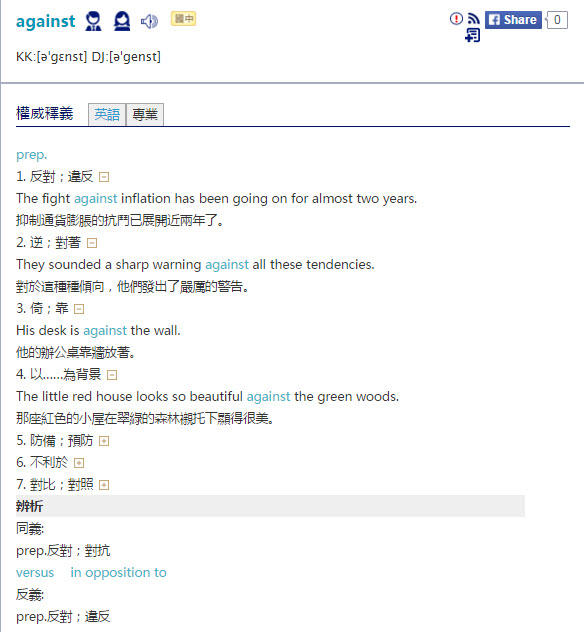 against 國中
Share 0
KK:[ə'gɛnst] DJ:[ə'genst]
權威釋義 英語 專業
prep.
1. 反對；違反
The fight against inflation has been going on for almost two years.
抑制通貨膨脹的抗鬥已展開近兩年了。
2. 逆；對著
They sounded a sharp warning against all these tendencies.
對於這種種傾向，他們發出了嚴厲的警告。
3. 倚；靠
His desk is against the wall.
他的辦公桌靠牆放著。
4. 以……為背景
The little red house looks so beautiful against the green woods.
那座紅色的小屋在翠綠的森林襯托下顯得很美。
5. 防備；預防
6. 不利於
7. 對比；對照
辨析
同義:
prep.反對；對抗
versus in opposition to
反義:
prep.反對；違反